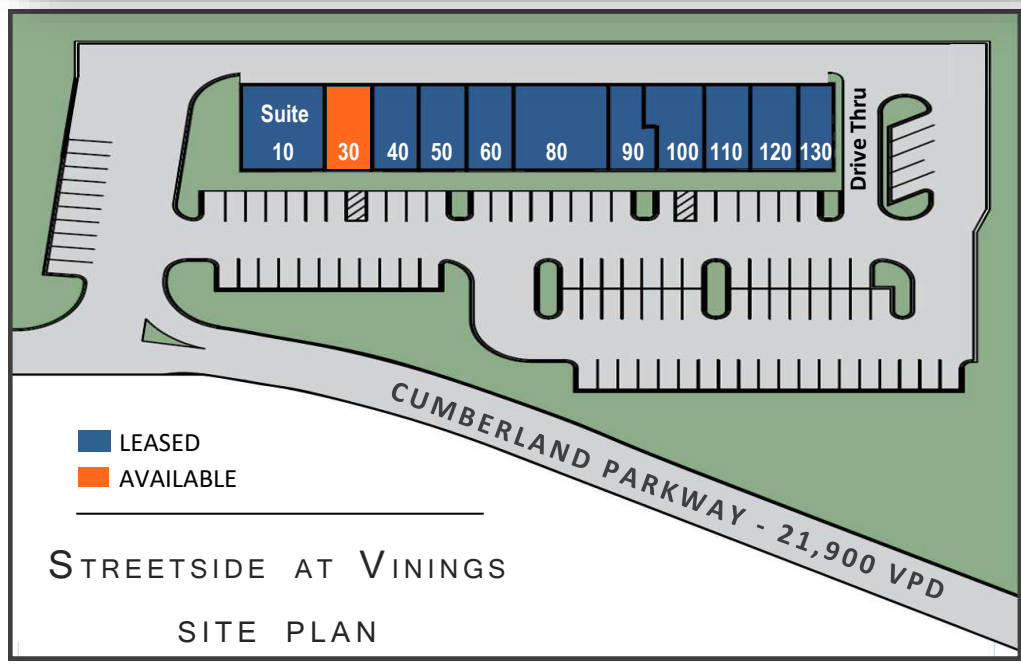 Suite
10 30 40 50 60 80 90 100 110 120 130
Drive Thru
CUMBERLAND PARKWAY - 21,900 VPD
LEASED
AVAILABLE
STREETSIDE AT VININGS
SITE PLAN